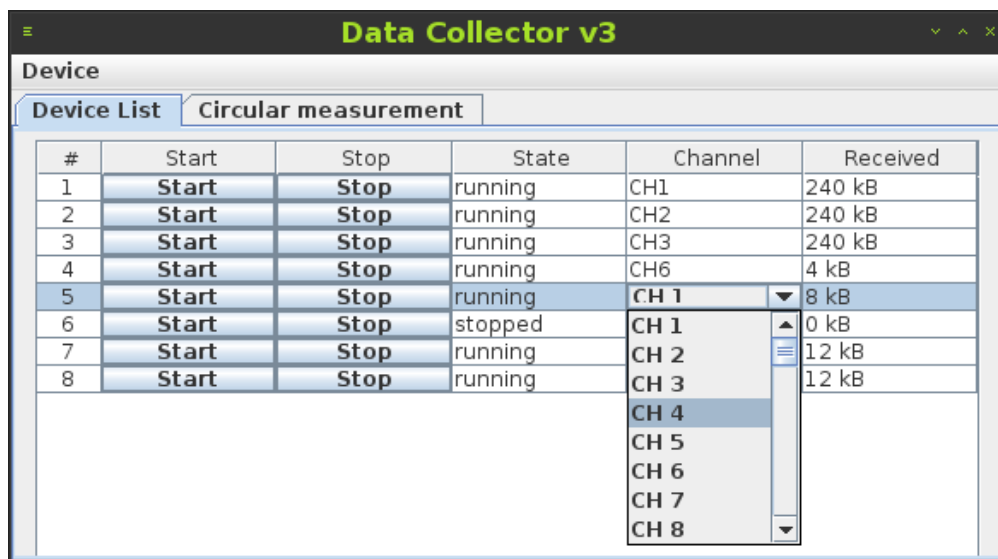 Data Collector v3
Device
Device List Circular measurement
# Start Stop State Channel Received
1 Start Stop running CH1 240 kB
2 Start Stop running CH2 240 kB
3 Start Stop running CH3 240 kB
4 Start Stop running CH6 4 kB
5 Start Stop running CH 1 8 kB
6 Start Stop stopped CH 1 0 kB
7 Start Stop running CH 2 12 kB
8 Start Stop running CH 3 12 kB
CH 4
CH 5
CH 6
CH 7
CH 8